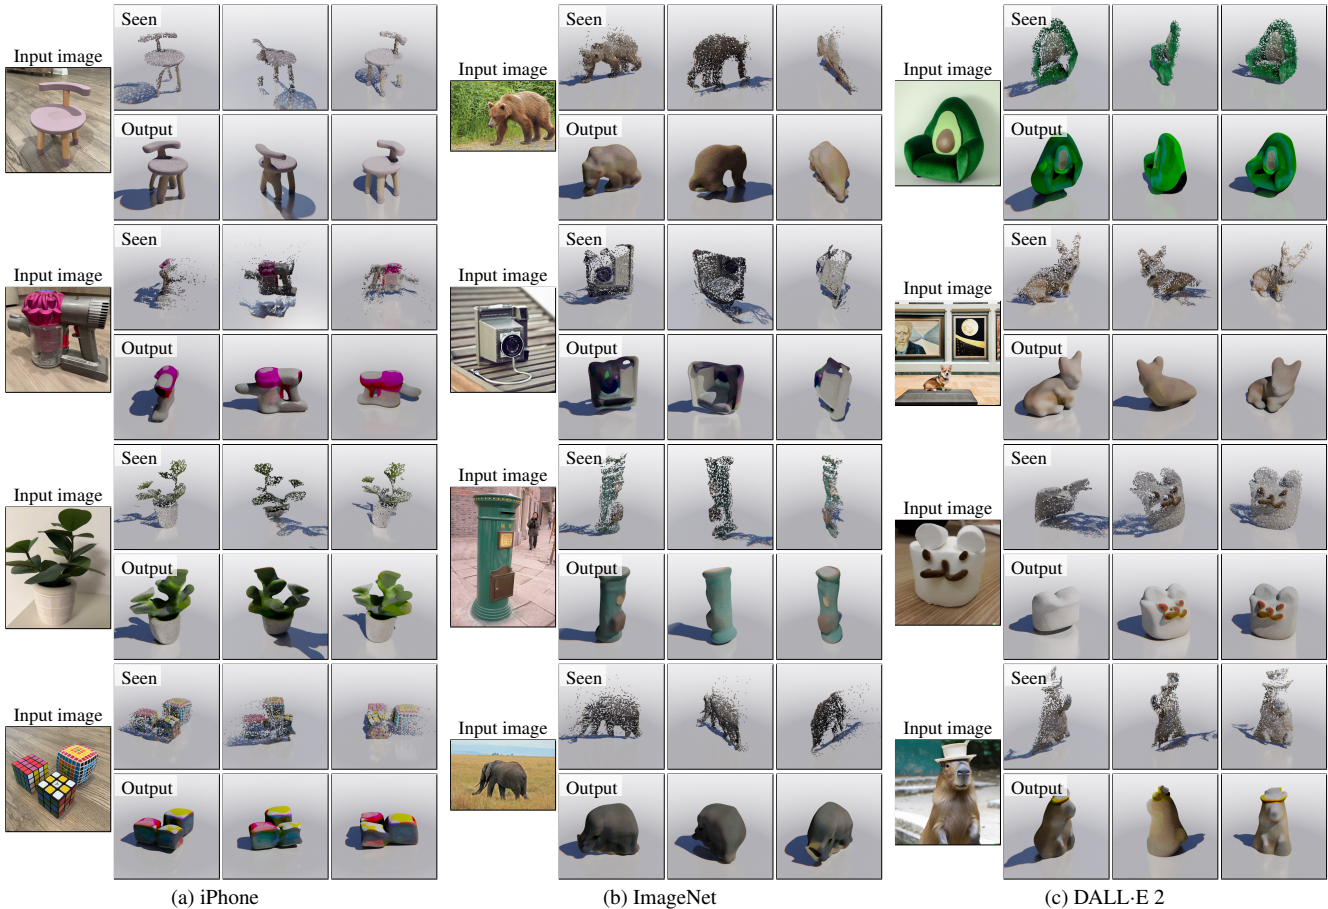 Input image
Seen
Output
Input image
Seen
Output
Input image
Seen
Output
Input image
Seen
Output
(a) iPhone
Input image
Seen
Output
Input image
Seen
Output
Input image
Seen
Output
Input image
Seen
Output
(b) ImageNet
Input image
Seen
Output
Input image
Seen
Output
Input image
Seen
Output
Input image
Seen
Output
(c) DALL·E 2